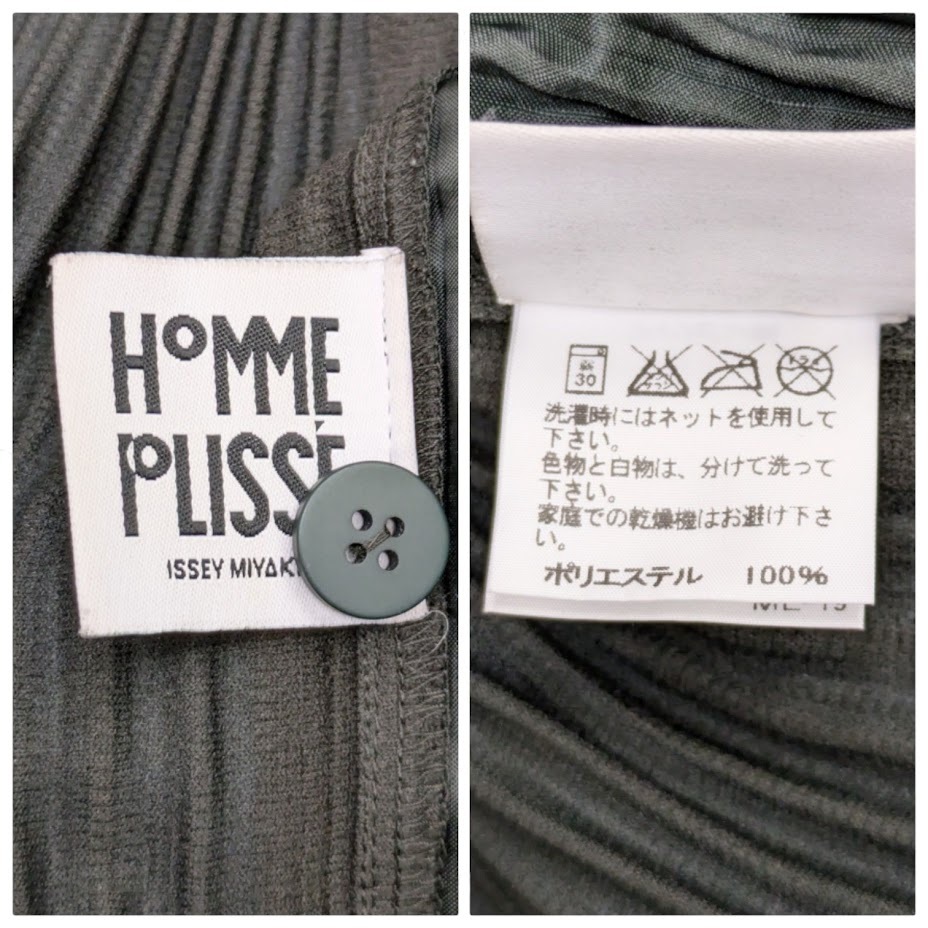 HOMME
PLISSÉ
ISSEY MIYAK
30
洗濯時にはネットを使用して
下さい。
色物と白物は、分けて洗って
下さい。
家庭での乾燥機はお避け下さ
い。
ポリエステル 100%